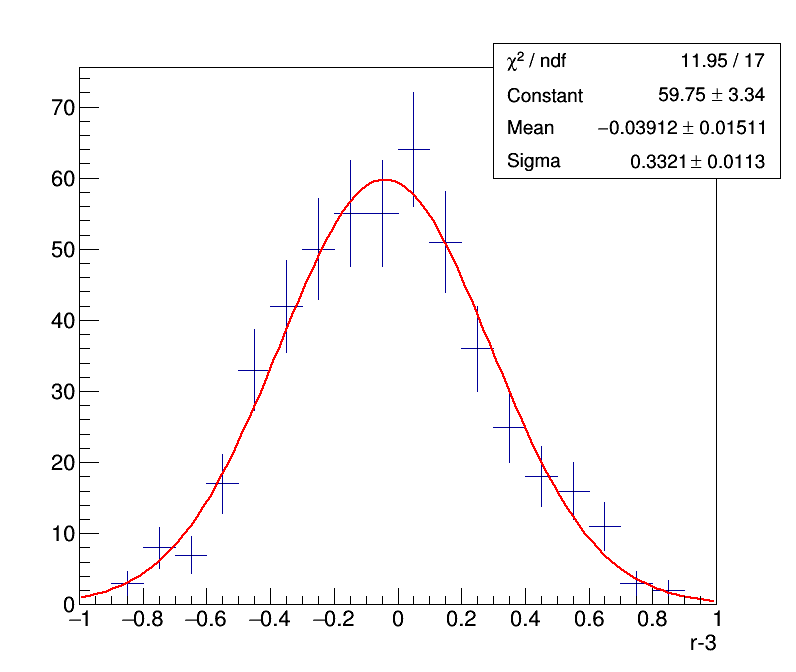 χ² / ndf 11.95 / 17
Constant 59.75 ± 3.34
Mean −0.03912 ± 0.01511
Sigma 0.3321 ± 0.0113
70
60
50
40
30
20
10
0
−1 −0.8 −0.6 −0.4 −0.2 0 0.2 0.4 0.6 0.8 1
r-3